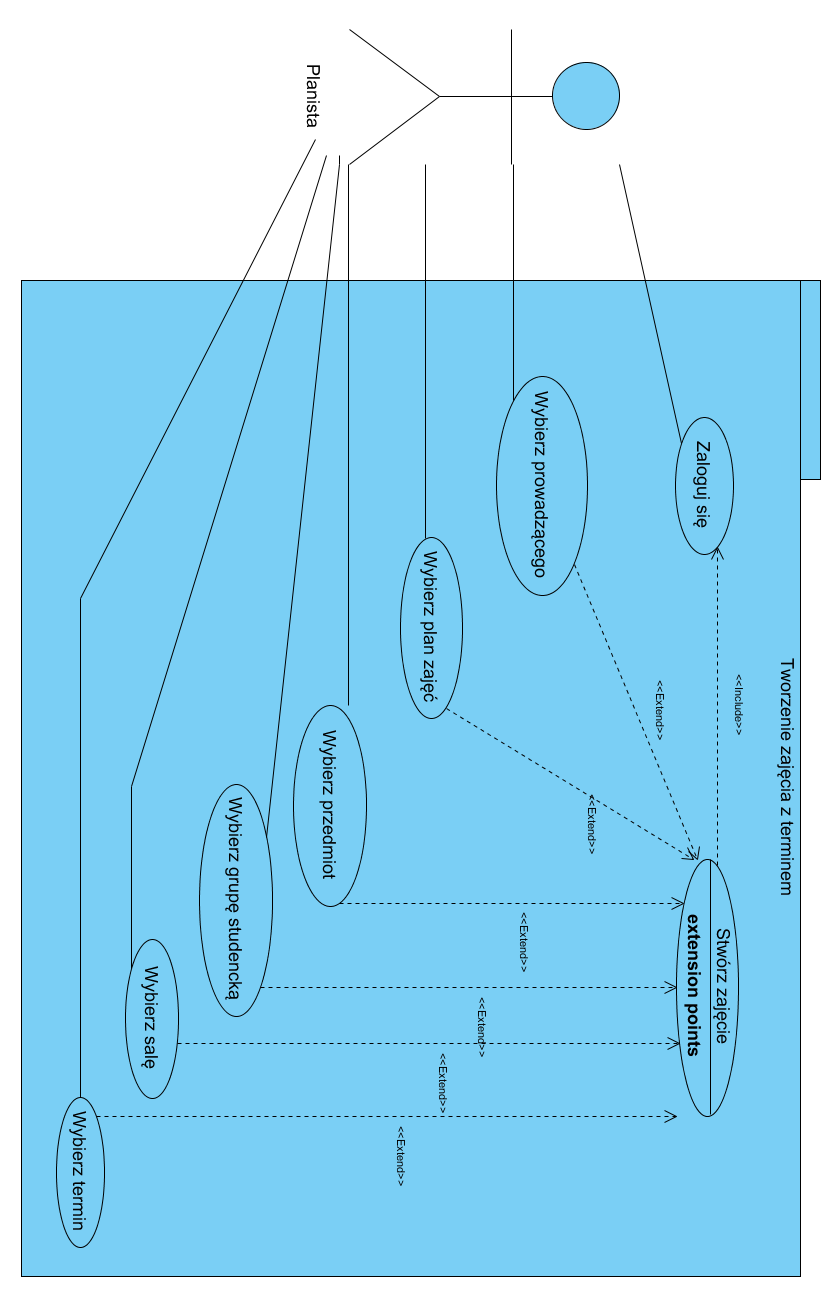 Tworzenie zajęcia z terminem
Zaloguj się
<<Include>>
Stwórz zajęcie
extension points
<<Extend>>
Wybierz prowadzącego
<<Extend>>
Wybierz plan zajęć
<<Extend>>
Wybierz przedmiot
<<Extend>>
Planista
Wybierz grupę studencką
<<Extend>>
Wybierz salę
<<Extend>>
Wybierz termin